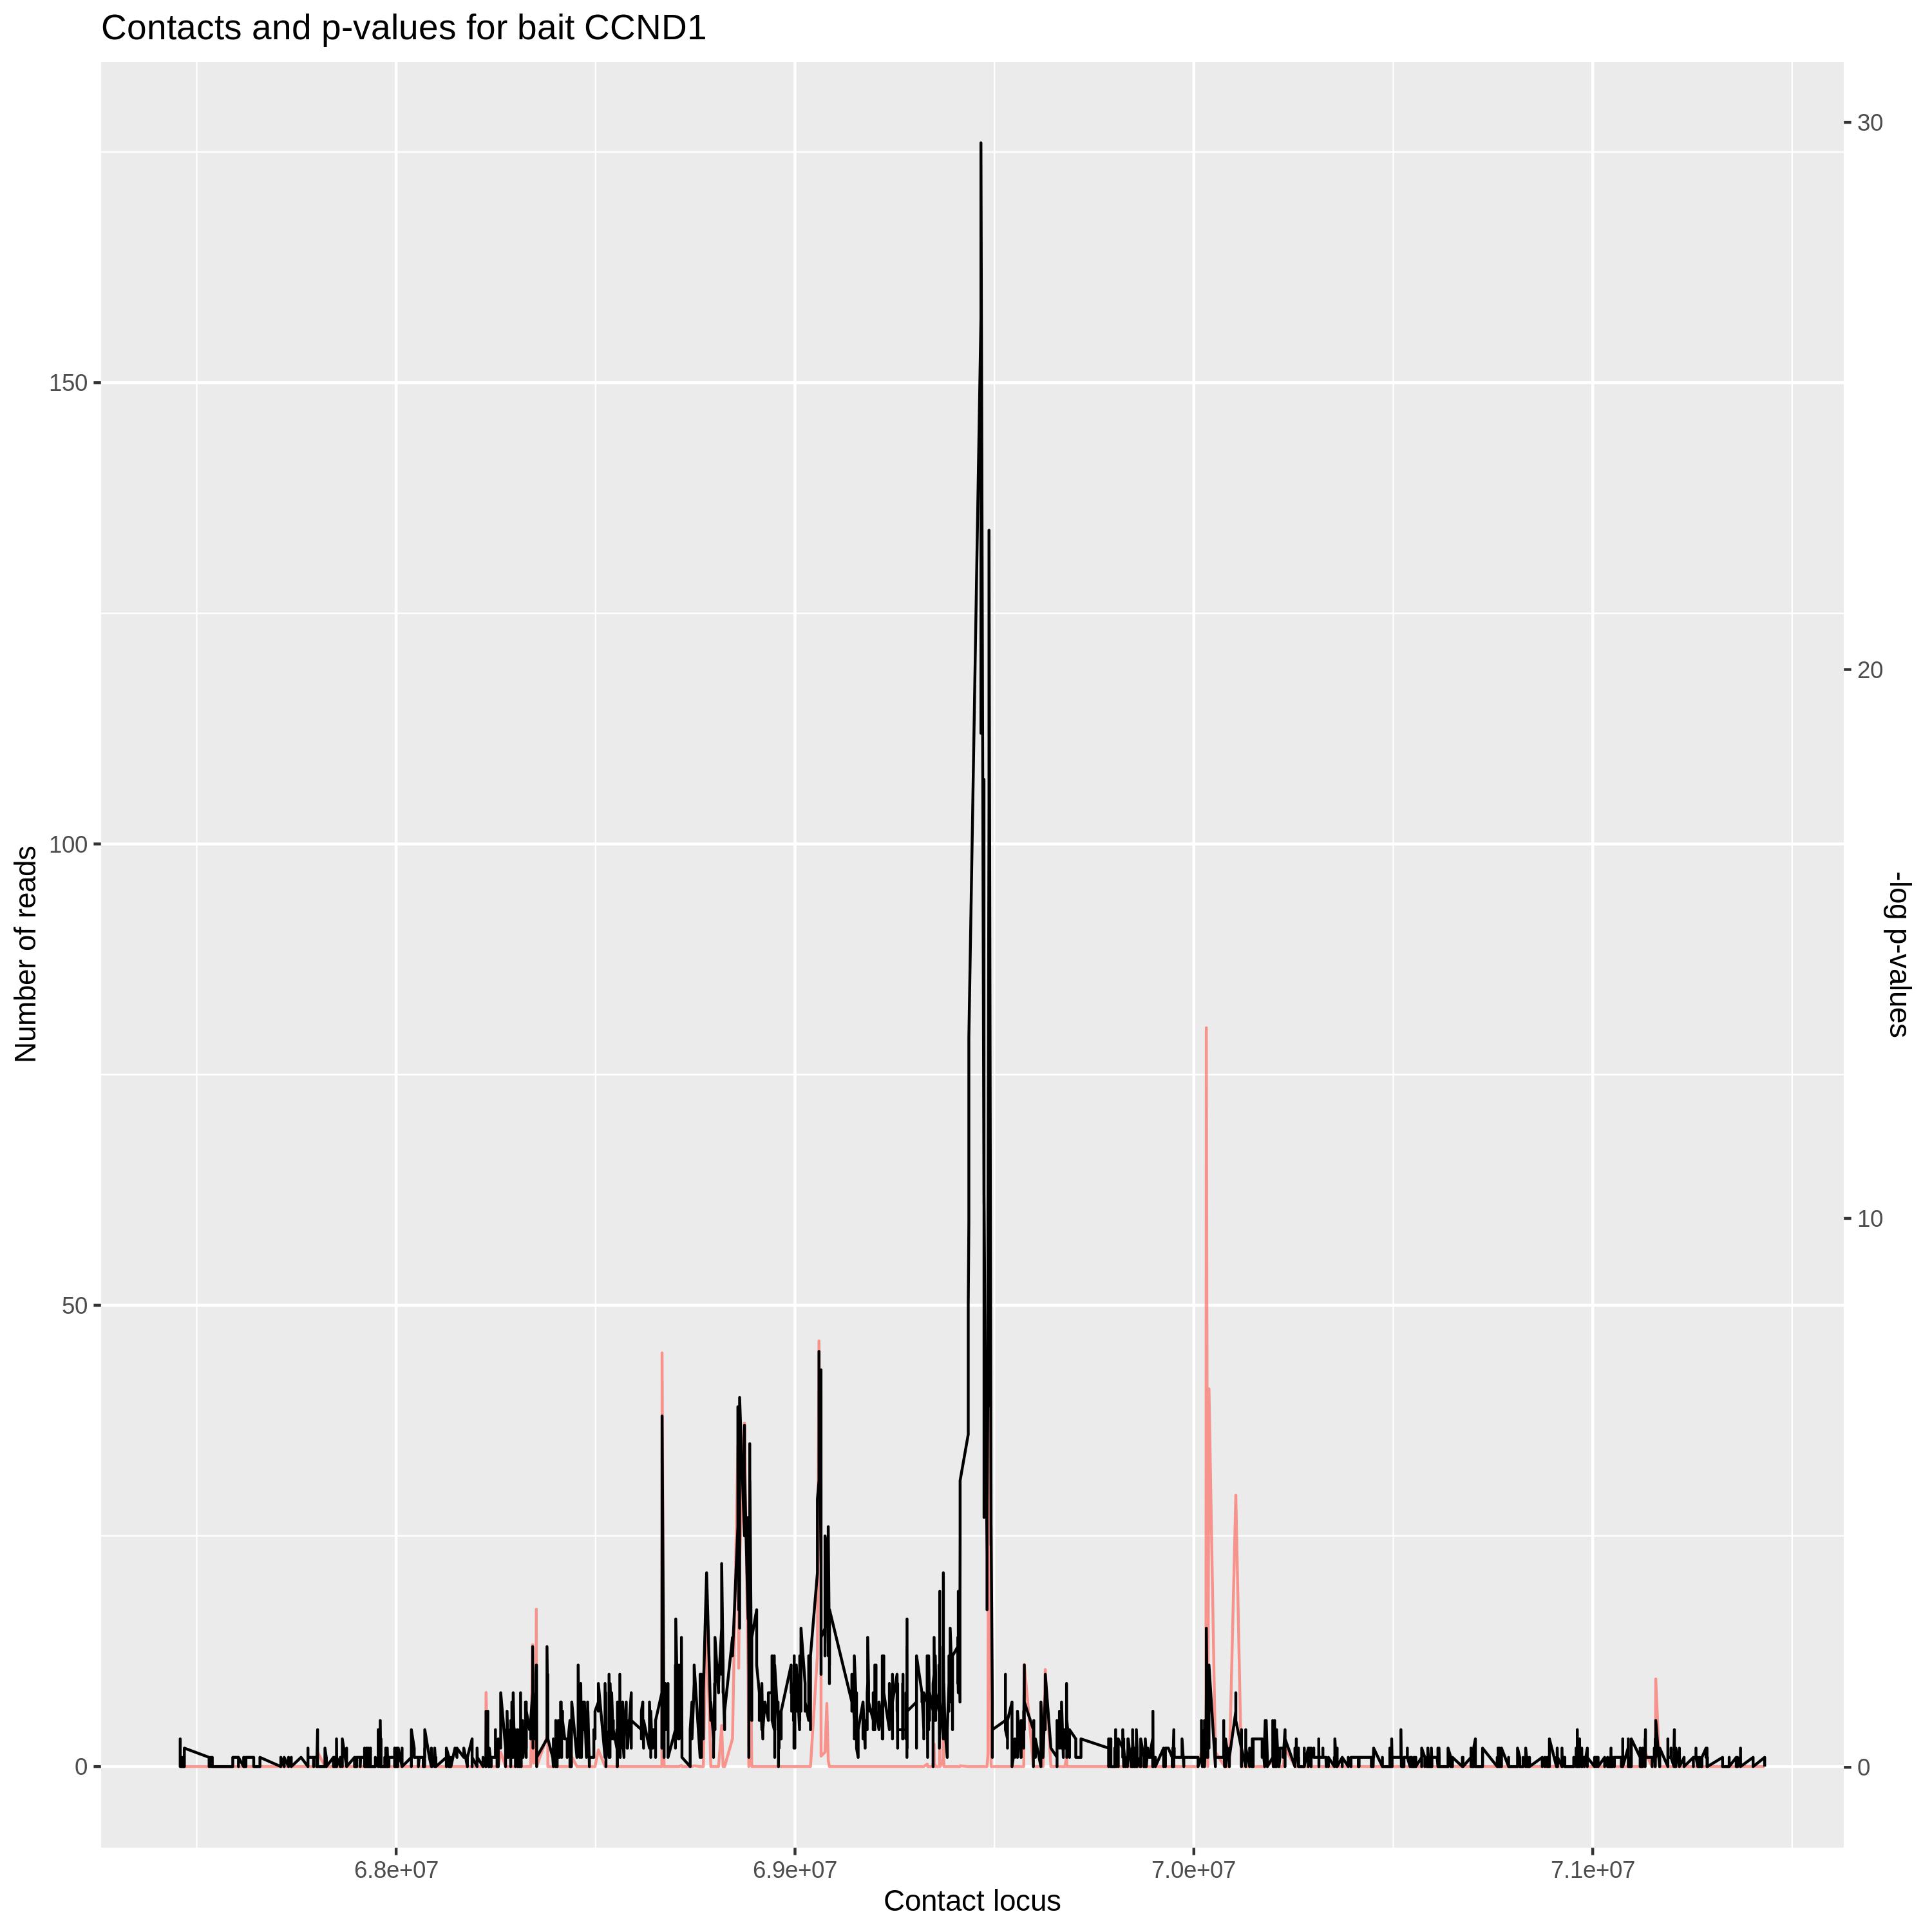 Contacts and p-values for bait CCND1
30
150
20
100
Number of reads
-log p-values
10
50
0
0
6.8e+07
6.9e+07
7.0e+07
7.1e+07
Contact locus